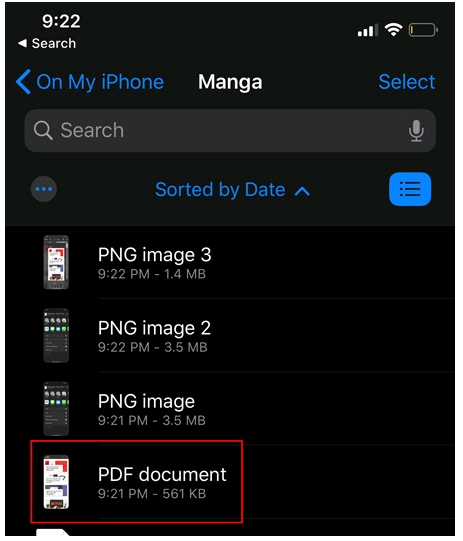 9:22
Search
On My iPhone
Manga
Select
Search
Sorted by Date
PNG image 3
9:22 PM - 1.4 MB
PNG image 2
9:22 PM - 3.5 MB
PNG image
9:21 PM - 3.5 MB
PDF document
9:21 PM - 561 KB